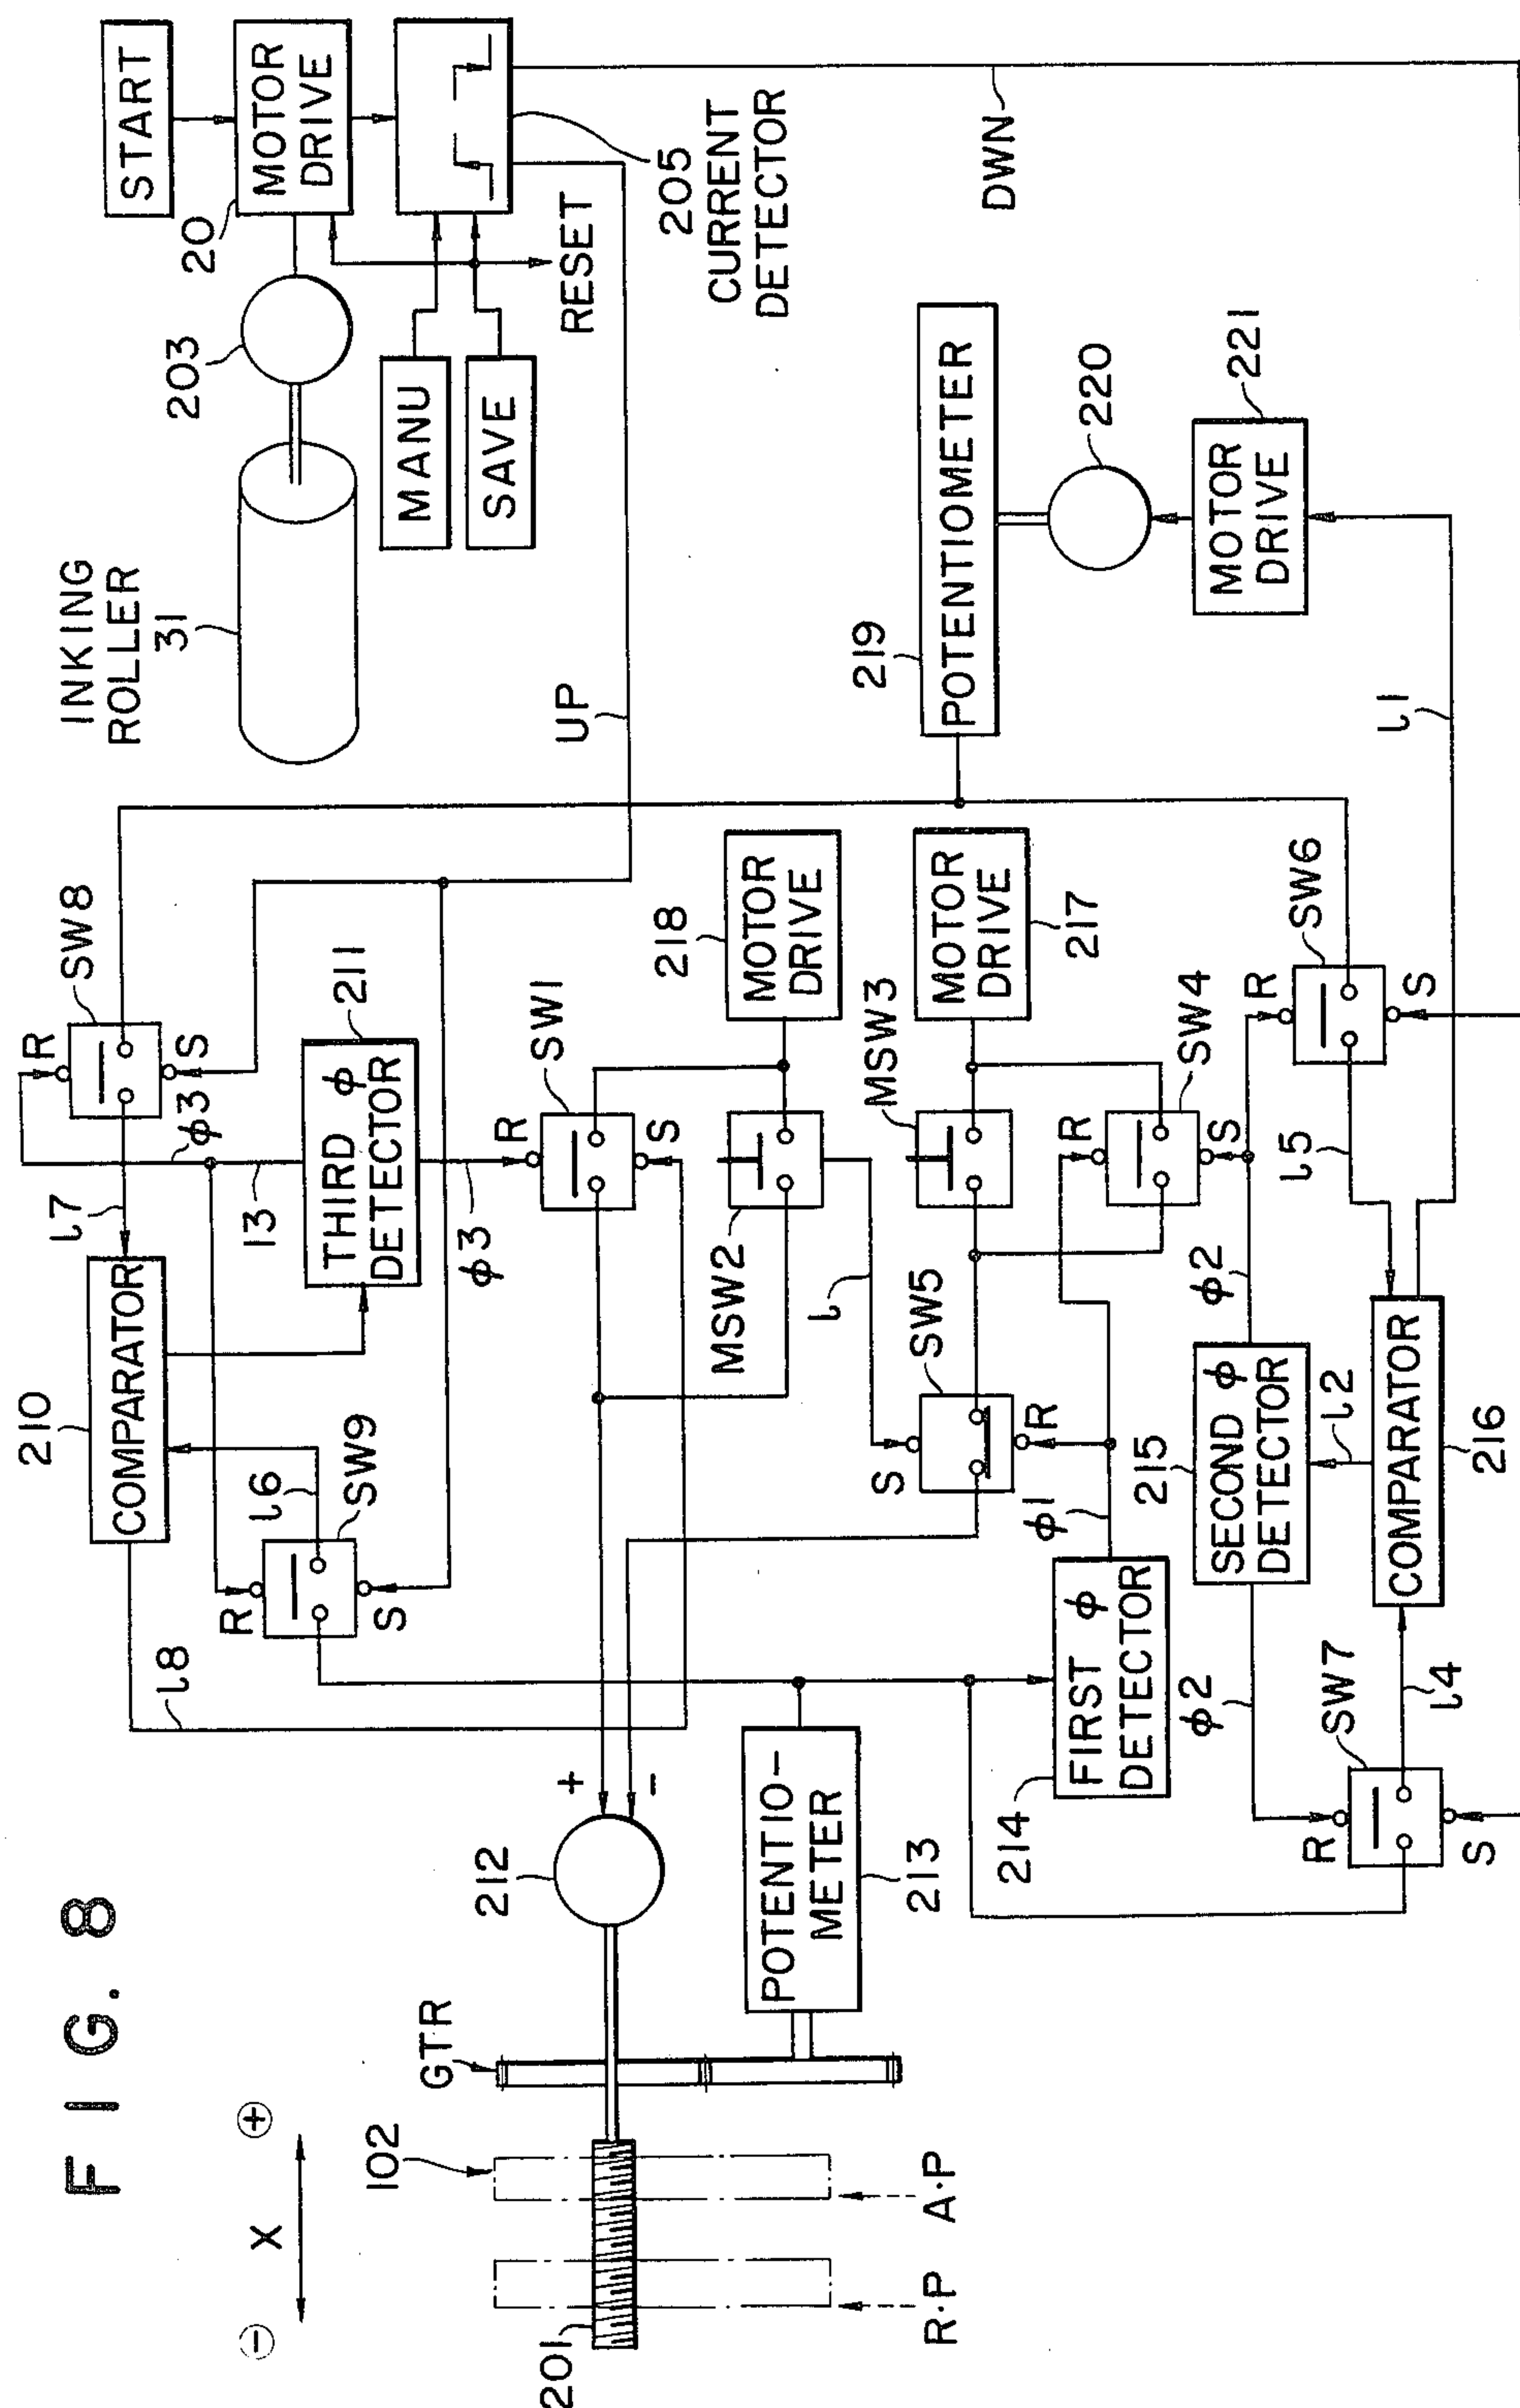 FIG. 8
⊖ ⊕
X
201
102
GTR
R·P
A·P
212
+
-
POTENTIO-
METER
213
214
FIRST ϕ
DETECTOR
ϕ1
ϕ2
SW7
R
S
l4
l8
210
COMPARATOR
SW9
R
S
l6
l7
ϕ3
13
THIRD ϕ
DETECTOR
211
ϕ3
SW8
R
S
SW1
R
S
MSW2
l
218
MOTOR
DRIVE
SW5
S
R
MSW3
MOTOR
DRIVE
217
SW4
R
S
215
SECOND ϕ
DETECTOR
ϕ2
l2
COMPARATOR
216
l5
SW6
R
S
INKING
ROLLER
31
203
20
START
MOTOR
DRIVE
MANU
SAVE
RESET
205
CURRENT
DETECTOR
UP
DWN
219
POTENTIOMETER
220
MOTOR
DRIVE
221
l1